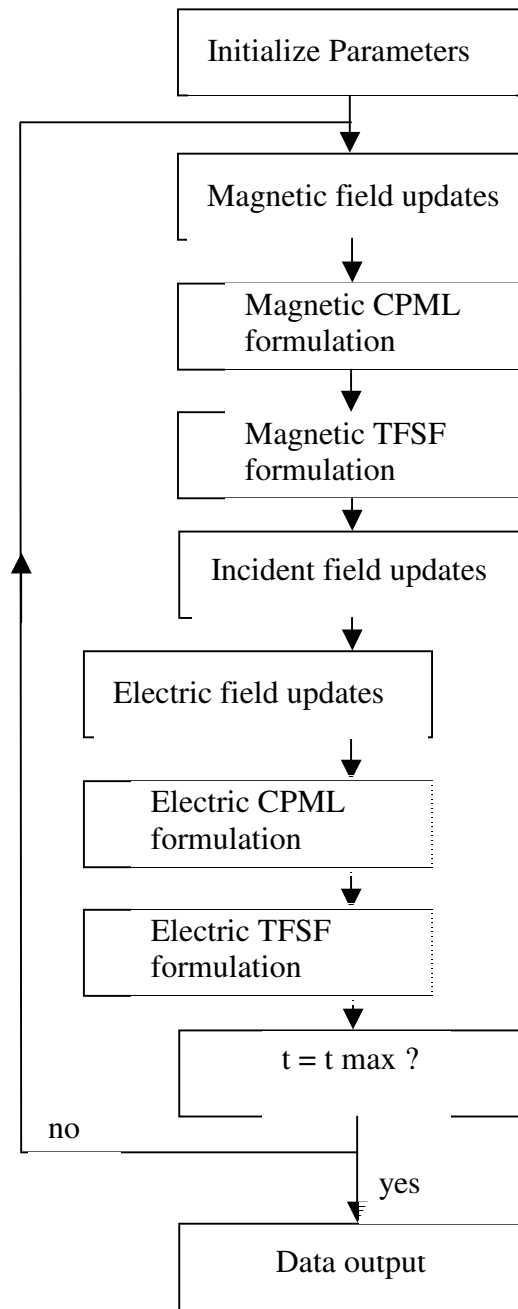 Initialize Parameters
Magnetic field updates
Magnetic CPML
formulation
Magnetic TFSF
formulation
Incident field updates
Electric field updates
Electric CPML
formulation
Electric TFSF
formulation
t = t max ?
no
yes
Data output